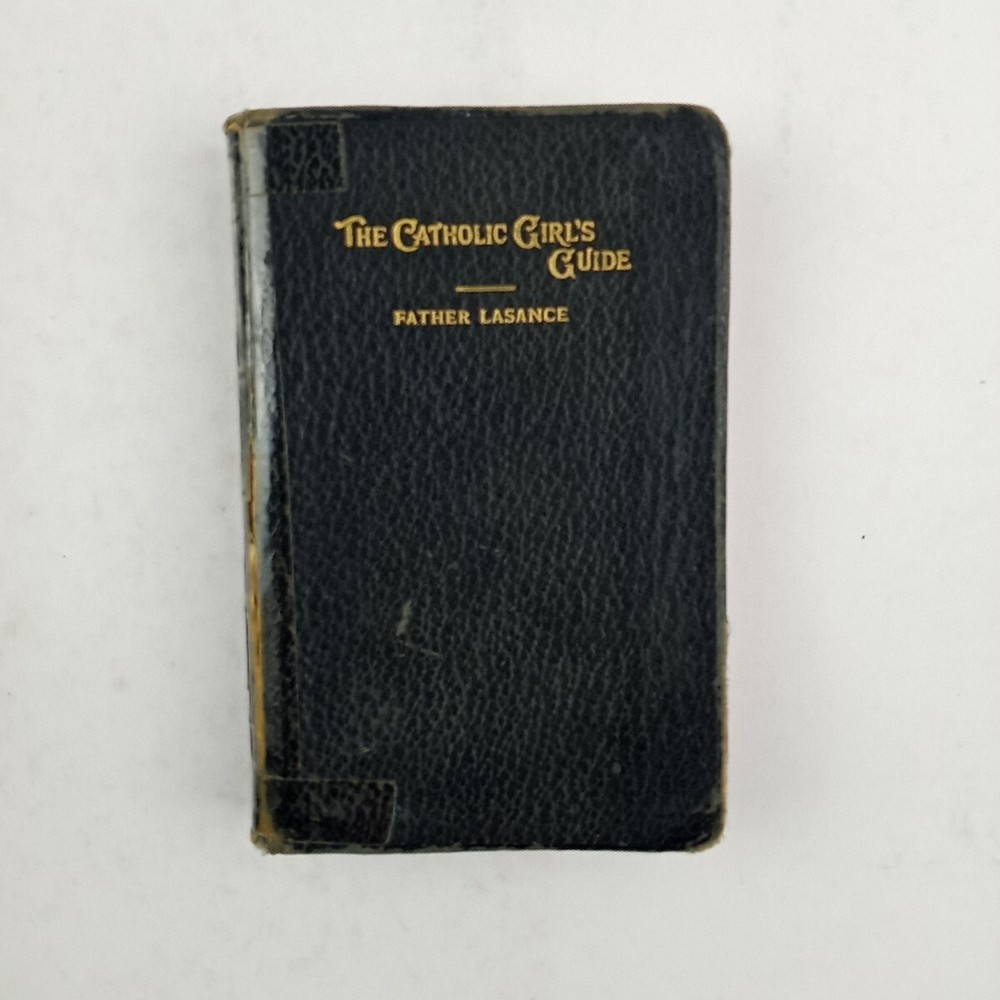 The Catholic Girl's
Guide
FATHER LASANCE